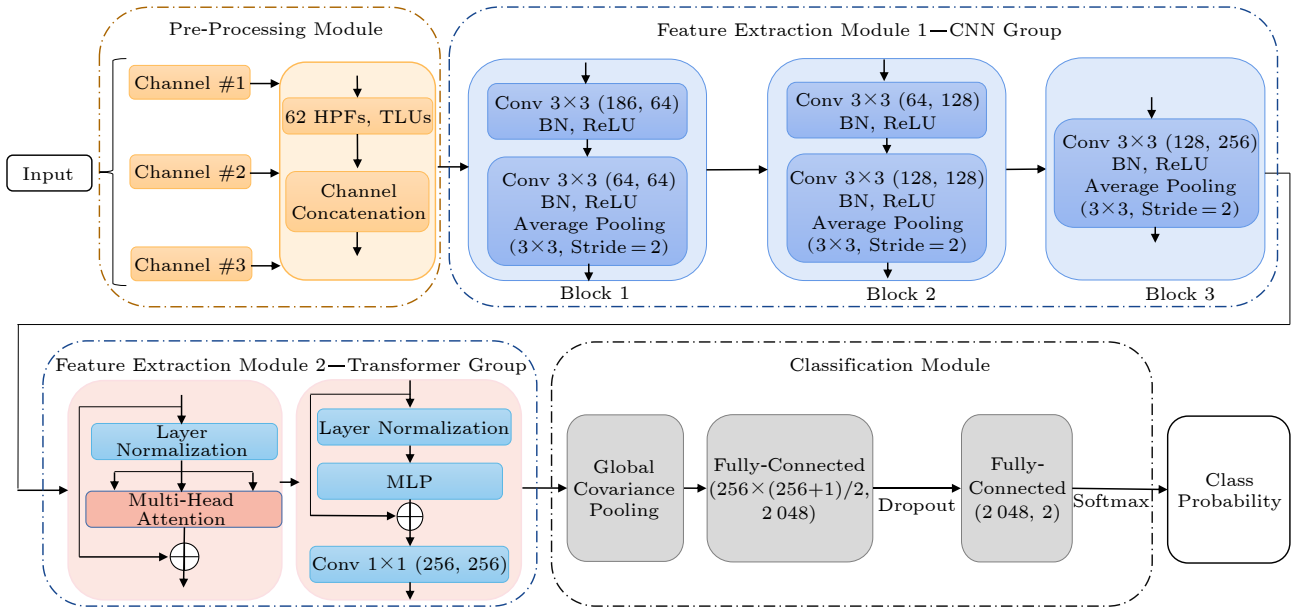 Pre-Processing Module
Input
Channel #1
Channel #2
Channel #3
62 HPFs, TLUs
Channel
Concatenation
Feature Extraction Module 1—CNN Group
Conv 3×3 (186, 64)
BN, ReLU
Conv 3×3 (64, 64)
BN, ReLU
Average Pooling
(3×3, Stride=2)
Block 1
Conv 3×3 (64, 128)
BN, ReLU
Conv 3×3 (128, 128)
BN, ReLU
Average Pooling
(3×3, Stride=2)
Block 2
Conv 3×3 (128, 256)
BN, ReLU
Average Pooling
(3×3, Stride=2)
Block 3
Feature Extraction Module 2—Transformer Group
Layer
Normalization
Multi-Head
Attention
Layer Normalization
MLP
Conv 1×1 (256, 256)
Classification Module
Global
Covariance
Pooling
Fully-Connected
(256×(256+1)/2,
2 048)
Dropout
Fully-
Connected
(2 048, 2)
Softmax
Class
Probability